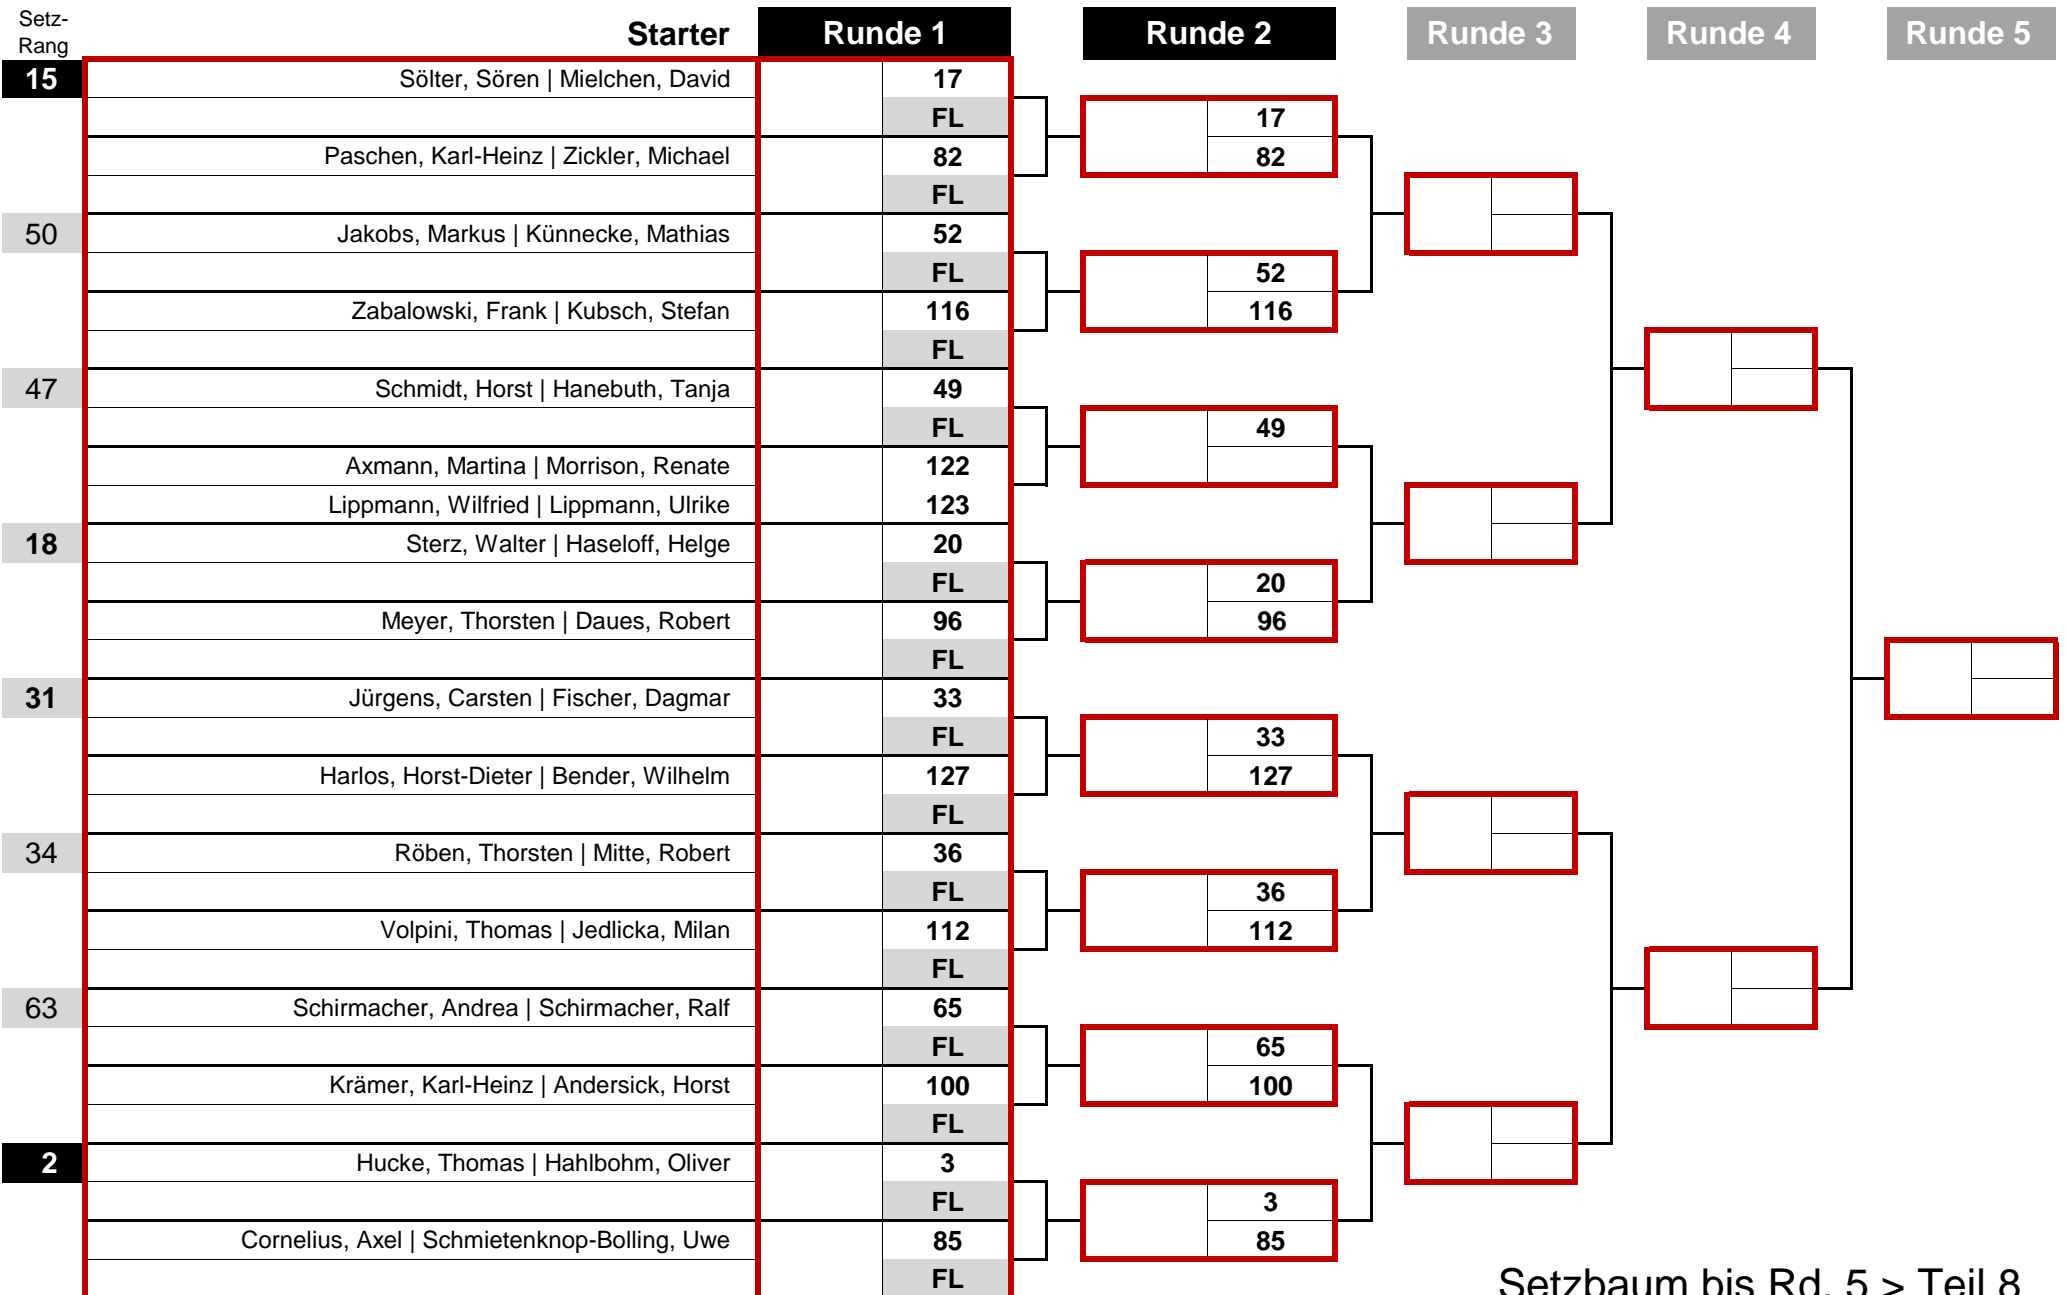 Setz-
Rang Starter Runde 1 Runde 2 Runde 3 Runde 4 Runde 5
15 Sölter, Sören | Mielchen, David 17
FL 17
Paschen, Karl-Heinz | Zickler, Michael 82 82
FL
50 Jakobs, Markus | Künnecke, Mathias 52
FL 52
Zabalowski, Frank | Kubsch, Stefan 116 116
FL
47 Schmidt, Horst | Hanebuth, Tanja 49
FL 49
Axmann, Martina | Morrison, Renate 122
Lippmann, Wilfried | Lippmann, Ulrike 123
18 Sterz, Walter | Haseloff, Helge 20
FL 20
Meyer, Thorsten | Daues, Robert 96 96
FL
31 Jürgens, Carsten | Fischer, Dagmar 33
FL 33
Harlos, Horst-Dieter | Bender, Wilhelm 127 127
FL
34 Röben, Thorsten | Mitte, Robert 36
FL 36
Volpini, Thomas | Jedlicka, Milan 112 112
FL
63 Schirmacher, Andrea | Schirmacher, Ralf 65
FL 65
Krämer, Karl-Heinz | Andersick, Horst 100 100
FL
2 Hucke, Thomas | Hahlbohm, Oliver 3
FL 3
Cornelius, Axel | Schmietenknop-Bolling, Uwe 85 85
FL
Setzbaum bis Rd. 5 > Teil 8